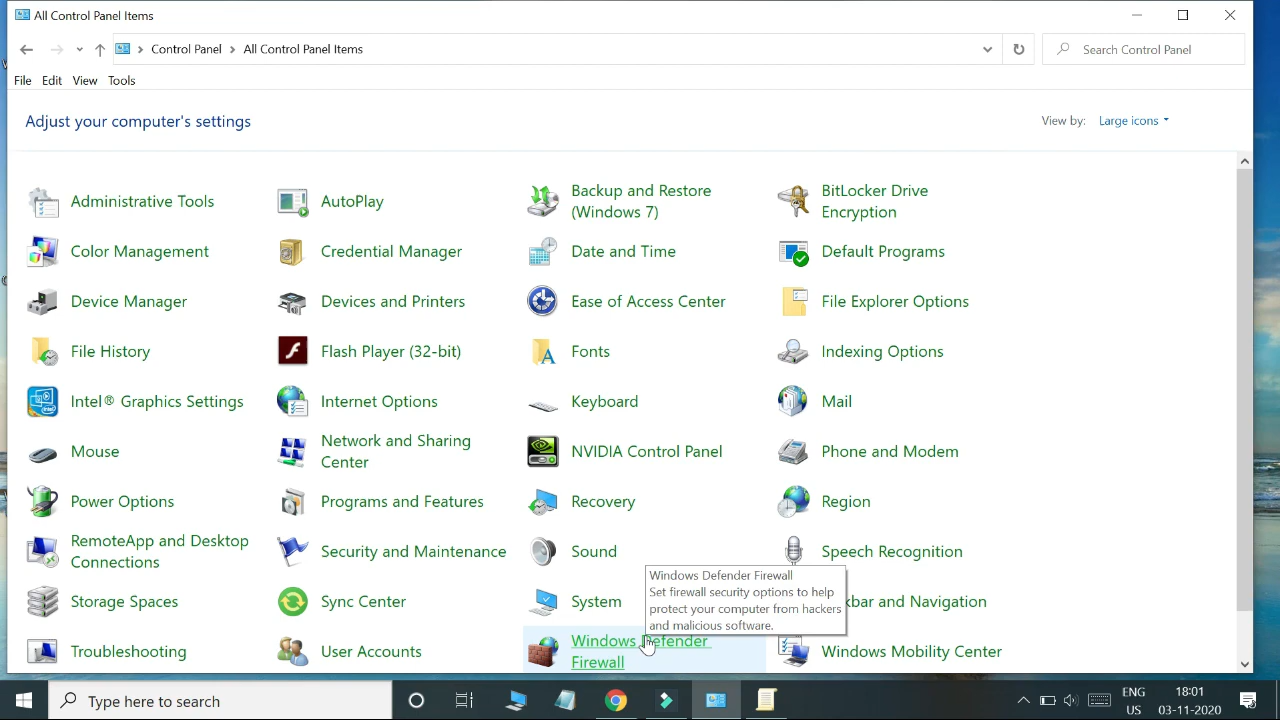 All Control Panel Items
Control Panel > All Control Panel Items
Search Control Panel
File Edit View Tools
Adjust your computer's settings
View by: Large icons
Administrative Tools
AutoPlay
Backup and Restore
(Windows 7)
BitLocker Drive
Encryption
Color Management
Credential Manager
Date and Time
Default Programs
Device Manager
Devices and Printers
Ease of Access Center
File Explorer Options
File History
Flash Player (32-bit)
Fonts
Indexing Options
Intel® Graphics Settings
Internet Options
Keyboard
Mail
Mouse
Network and Sharing
Center
NVIDIA Control Panel
Phone and Modem
Power Options
Programs and Features
Recovery
Region
RemoteApp and Desktop
Connections
Security and Maintenance
Sound
Speech Recognition
Storage Spaces
Sync Center
System
kbar and Navigation
Windows Defender Firewall
Set firewall security options to help
protect your computer from hackers
and malicious software.
Troubleshooting
User Accounts
Windows Defender
Firewall
Windows Mobility Center
Type here to search
ENG
US
18:01
03-11-2020